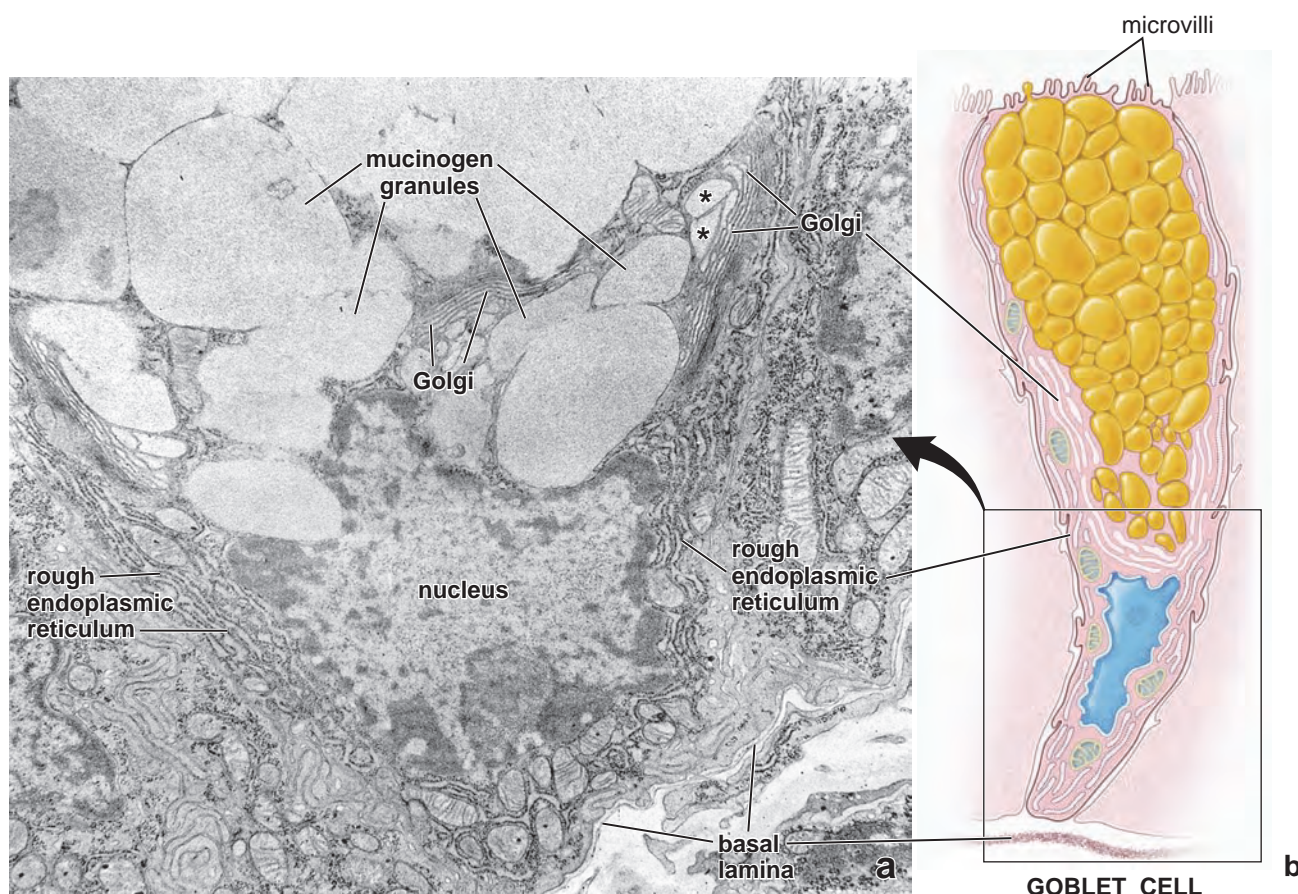 microvilli
mucinogen
granules
*
*
Golgi
Golgi
rough
endoplasmic
reticulum
nucleus
rough
endoplasmic
reticulum
basal
lamina
a
b
GOBLET CELL